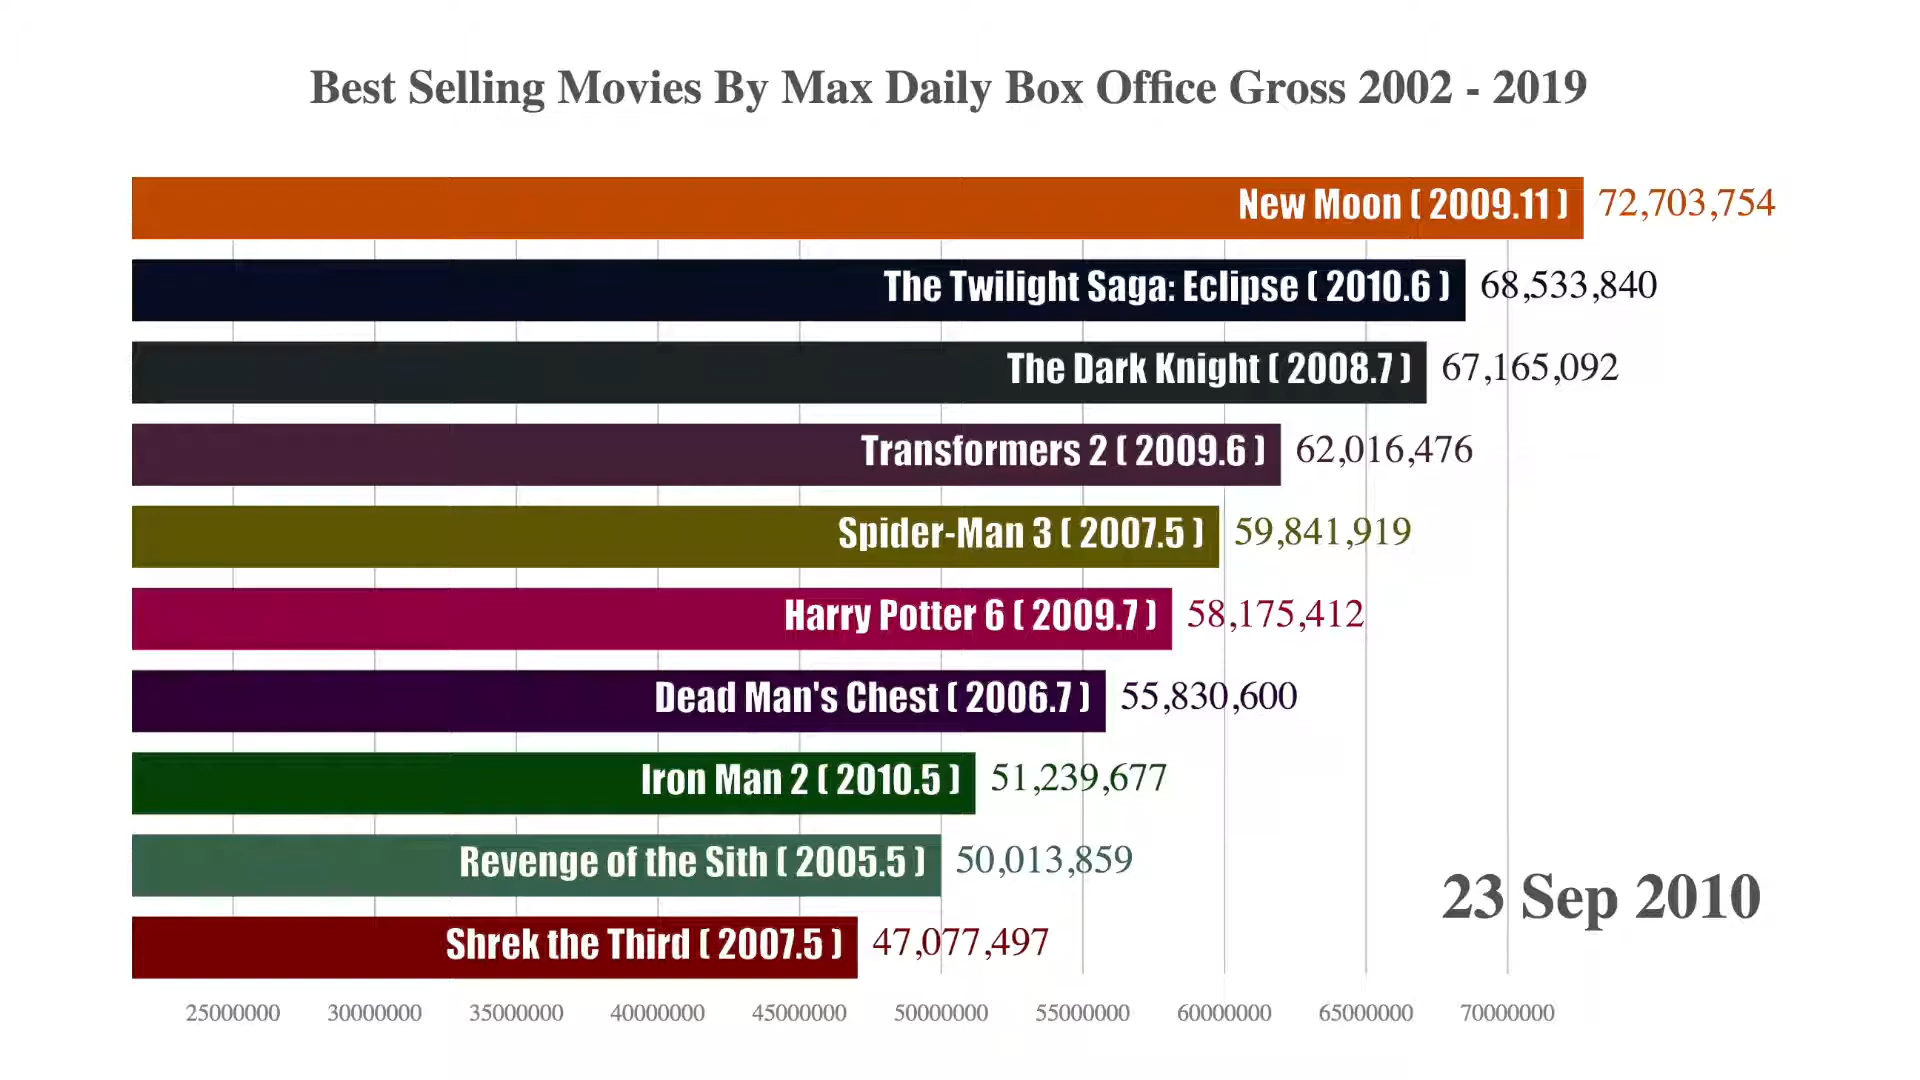 Best Selling Movies By Max Daily Box Office Gross 2002 - 2019
New Moon ( 2009.11 ) 72,703,754
The Twilight Saga: Eclipse ( 2010.6 ) 68,533,840
The Dark Knight ( 2008.7 ) 67,165,092
Transformers 2 ( 2009.6 ) 62,016,476
Spider-Man 3 ( 2007.5 ) 59,841,919
Harry Potter 6 ( 2009.7 ) 58,175,412
Dead Man's Chest ( 2006.7 ) 55,830,600
Iron Man 2 ( 2010.5 ) 51,239,677
Revenge of the Sith ( 2005.5 ) 50,013,859
23 Sep 2010
Shrek the Third ( 2007.5 ) 47,077,497
25000000 30000000 35000000 40000000 45000000 50000000 55000000 60000000 65000000 70000000